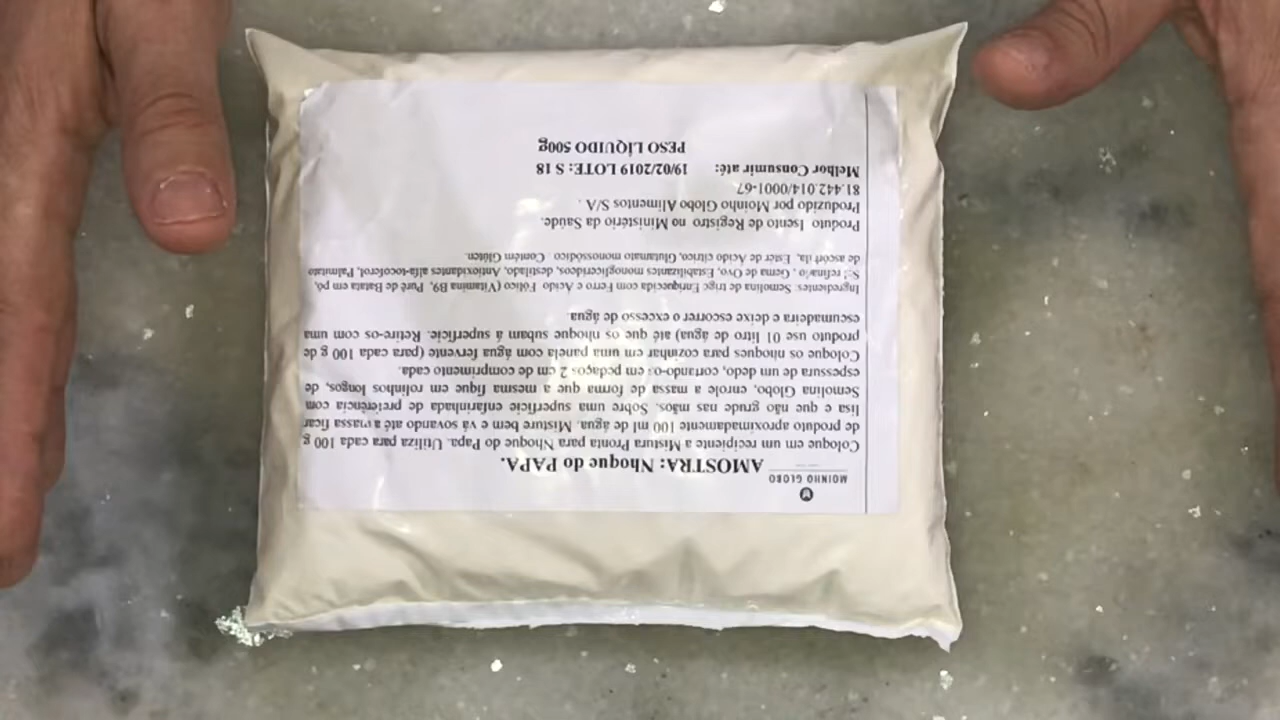 MOINHO GLOBO
AMOSTRA: Nhoque do PAPA.
Coloque em um recipiente a Mistura Pronta para Nhoque do Papa. Utiliza para cada 100 g
de produto aproximadamente 100 ml de água. Misture bem e vá sovando até a massa ficar
lisa e que não grude nas mãos. Sobre uma superfície enfarinhada de preferência com
Semolina Globo, enrole a massa de forma que a mesma fique em rolinhos longos, de
espessura de um dedo, cortando-os em pedaços 2 cm de comprimento cada.
Coloque os nhoques para cozinhar em uma panela com água fervente (para cada 100 g de
produto use 01 litro de água) até que os nhoque subam á superfície. Retire-os com uma
escumadeira e deixe escorrer o excesso de água.
Ingredientes: Semolina de trigo Enriquecida com Ferro e Acido Fólico (Vitamina B9, Purê de Batata em pó,
Sal refinado , Gema de Ovo, Estabilizantes monoglicerídeos, destilado, Antioxidantes alfa-tocoferol, Palmitato
de ascorbila, Ester de Acido cítrico, Glutamato monossódico . Contém Glúten.
Produto Isento de Registro no Ministério da Saúde.
Produzido por Moinho Globo Alimentos S/A .
81.442.014/0001-67
Melhor Consumir até: 19/02/2019 LOTE: S 18
PESO LÍQUIDO 500g